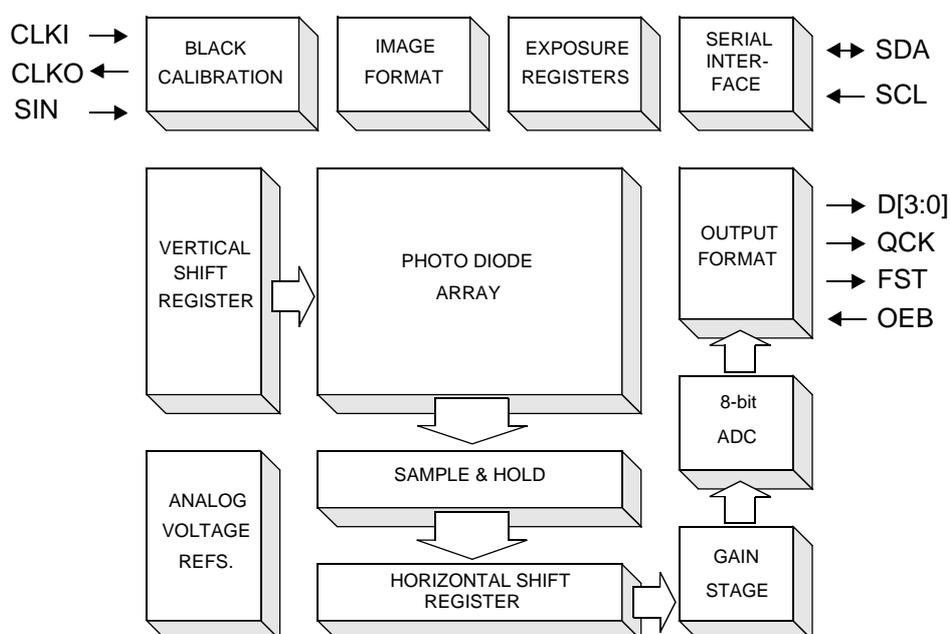 CLKI
CLKO
SIN
BLACK
CALIBRATION
IMAGE
FORMAT
EXPOSURE
REGISTERS
SERIAL
INTER-
FACE
SDA
SCL
VERTICAL
SHIFT
REGISTER
PHOTO DIODE
ARRAY
OUTPUT
FORMAT
D[3:0]
QCK
FST
OEB
8-bit
ADC
SAMPLE & HOLD
ANALOG
VOLTAGE
REFS.
HORIZONTAL SHIFT
REGISTER
GAIN
STAGE